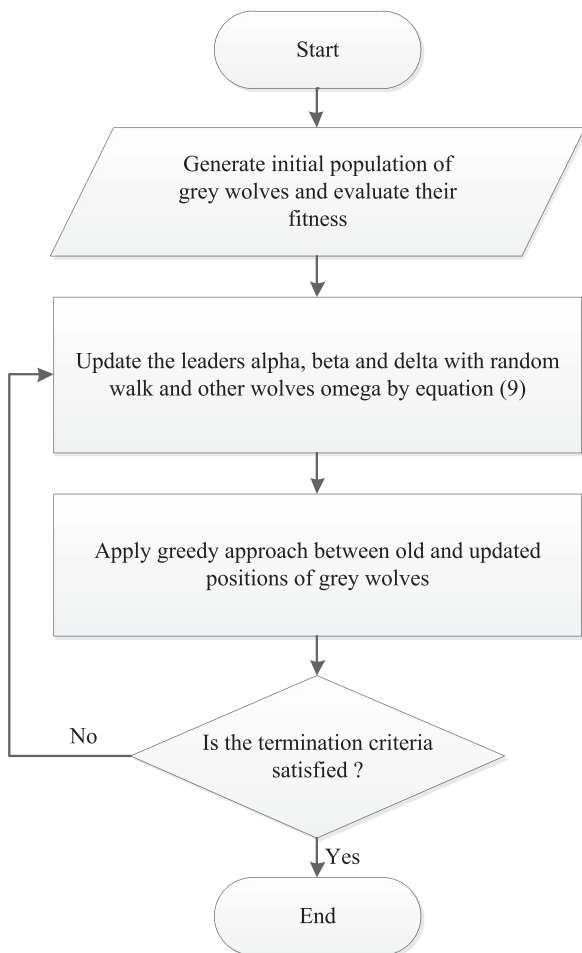 Start
Generate initial population of
grey wolves and evaluate their
fitness
Update the leaders alpha, beta and delta with random
walk and other wolves omega by equation (9)
Apply greedy approach between old and updated
positions of grey wolves
Is the termination criteria
satisfied ?
No
Yes
End